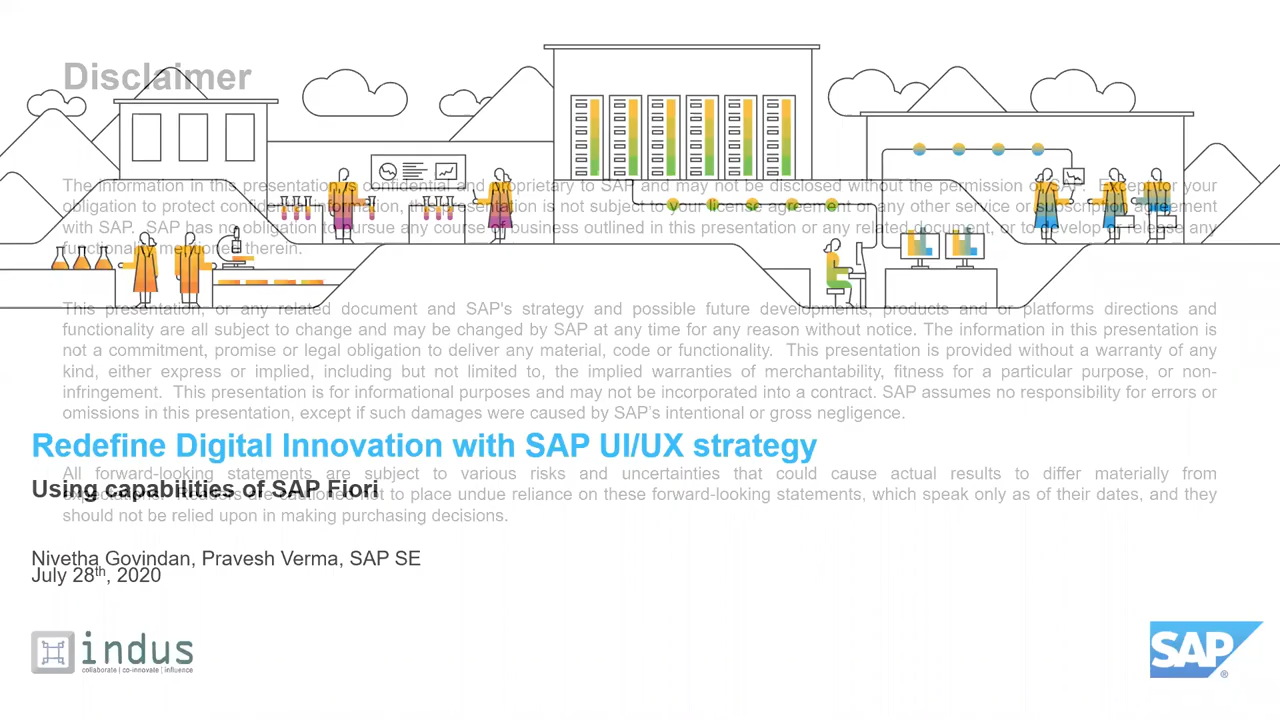 Disclaimer
The information in this presentation is confidential and proprietary to SAP and may not be disclosed without the permission of SAP. Except for your
obligation to protect confidential information, this presentation is not subject to your license agreement or any other service or subscription agreement
with SAP. SAP has no obligation to pursue any course of business outlined in this presentation or any related document, or to develop or release any
functionality mentioned therein.
This presentation, or any related document and SAP's strategy and possible future developments, products and or platforms directions and
functionality are all subject to change and may be changed by SAP at any time for any reason without notice. The information in this presentation is
not a commitment, promise or legal obligation to deliver any material, code or functionality. This presentation is provided without a warranty of any
kind, either express or implied, including but not limited to, the implied warranties of merchantability, fitness for a particular purpose, or non-
infringement. This presentation is for informational purposes and may not be incorporated into a contract. SAP assumes no responsibility for errors or
omissions in this presentation, except if such damages were caused by SAP’s intentional or gross negligence.
Redefine Digital Innovation with SAP UI/UX strategy
All forward-looking statements are subject to various risks and uncertainties that could cause actual results to differ materially from
Using capabilities of SAP Fiori
expectations. Readers are cautioned not to place undue reliance on these forward-looking statements, which speak only as of their dates, and they
should not be relied upon in making purchasing decisions.
Nivetha Govindan, Pravesh Verma, SAP SE
July 28th, 2020
indus
collaborate | co-innovate | influence
SAP®